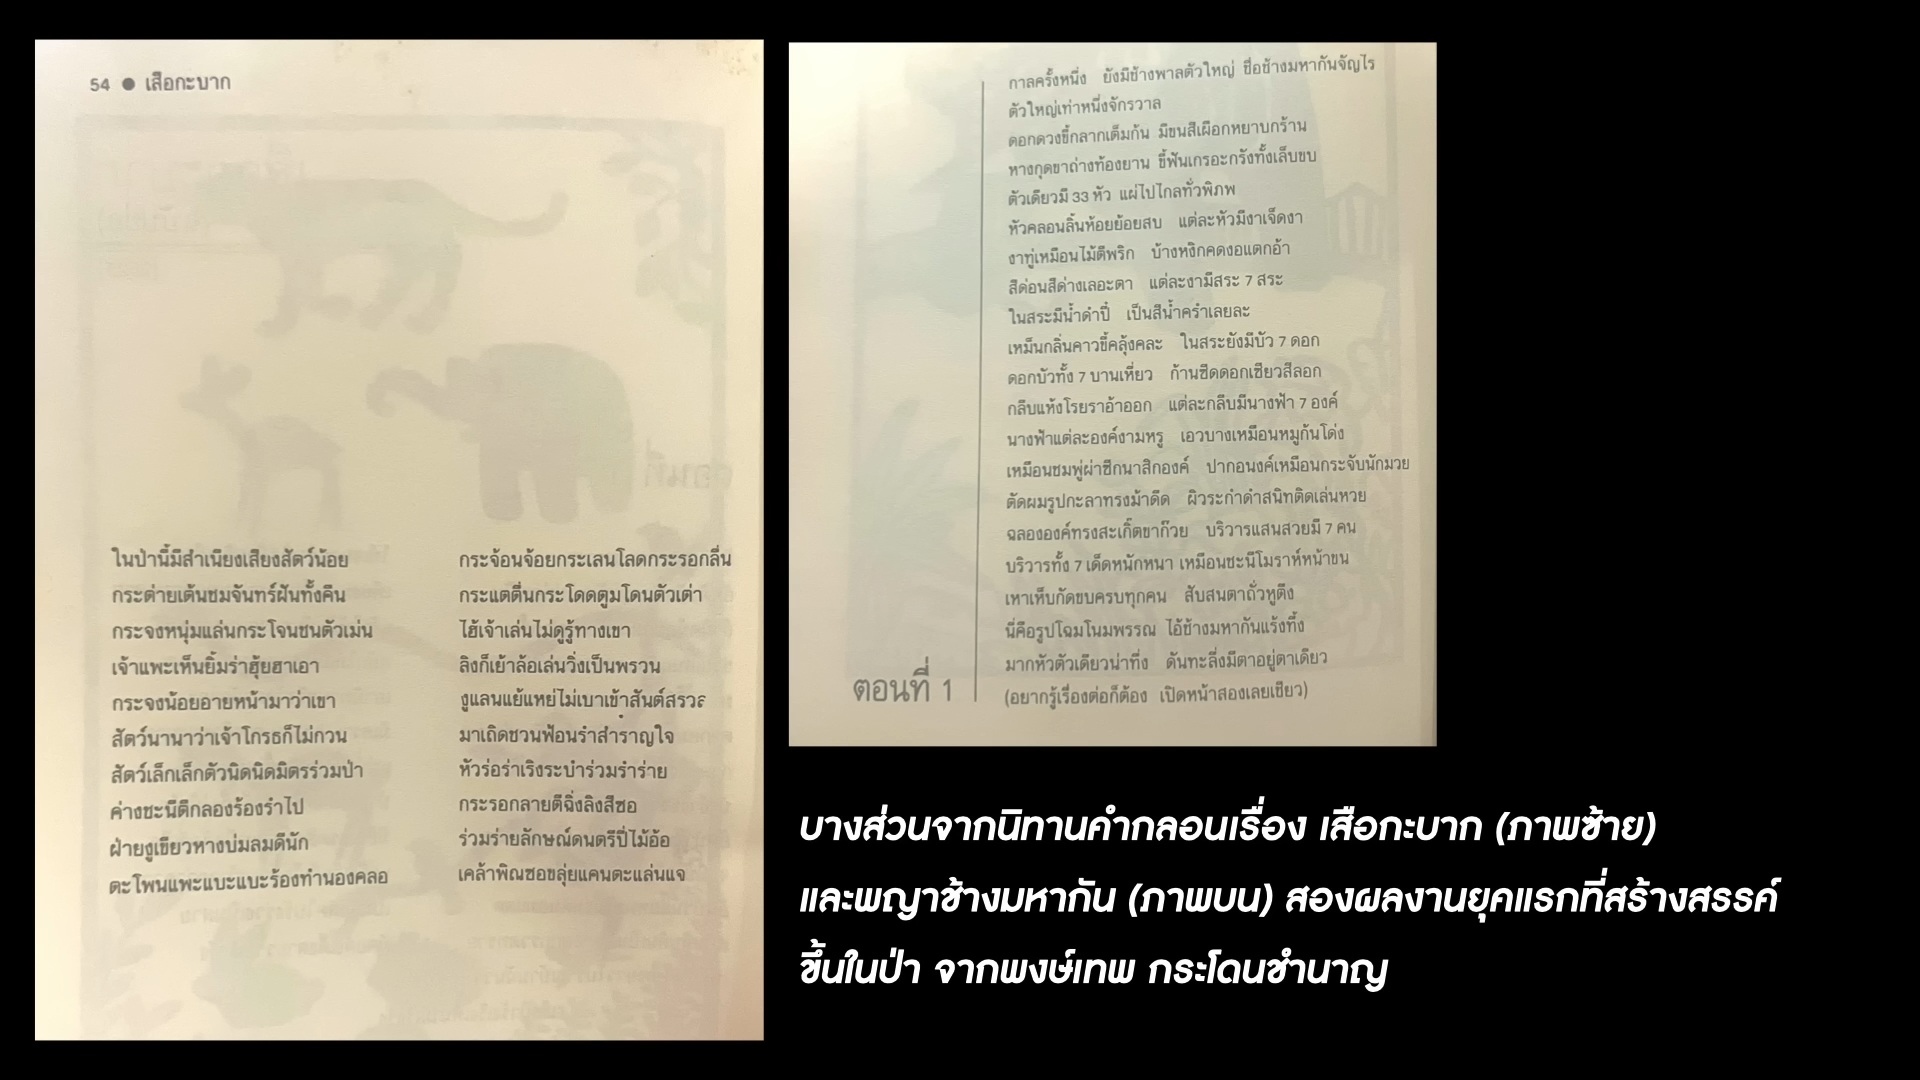 54 ● เสือกะบาก
ในป่านี้มีสำเนียงเสียงสัตว์น้อย กระจ้อนจ้อยกระเลนโลดกระรอกลื่น
กระต่ายเต้นชมจันทร์ฝันทั้งคืน กระแตตื่นกระโดดตูมโดนตัวเต่า
กระจงหนุ่มแล่นกระโจนชนตัวเม่น ไฮ้เจ้าเล่นไม่ดูรู้ทางเขา
เจ้าแพะเห็นยิ้มร่าฮุ้ยฮาเอา ลิงก็เย้าล้อเล่นวิ่งเป็นพรวน
กระจงน้อยอายหน้ามาว่าเขา งูแลนแย้แหย่ไม่เบาเข้าสันต์สรวล
สัตว์นานาว่าเจ้าโกรธก็ไม่กวน มาเถิดชวนฟ้อนรำสำราญใจ
สัตว์เล็กเล็กตัวนิดนิดมิตรร่วมป่า หัวร่อร่าเริงระบำร่วมรำร่าย
ค่างชะนีตีกลองร้องรำไป กระรอกลายตีฉิ่งลิงสีซอ
ฝ่ายงูเขียวหางบ่มลมดีนัก ร่วมร่ายลักษณ์ดนตรีปี่ไม้อ้อ
ตะโพนแพะแบะแบะร้องทำนองคลอ เคล้าพิณซอขลุ่ยแคนตะแล่นแจ
กาลครั้งหนึ่ง ยังมีช้างพาลตัวใหญ่ ชื่อช้างมหากันจัญไร
ตัวใหญ่เท่าหนึ่งจักรวาล
ดอกดวงขี้กลากเต็มก้น มีขนสีเผือกหยาบกร้าน
หางกุดขาถ่างท้องยาน ขี้ฟันเกรอะกรังทั้งเล็บขบ
ตัวเดียวมี 33 หัว แผ่ไปไกลทั่วพิภพ
หัวคลอนลิ้นห้อยย้อยสบ แต่ละหัวมีงาเจ็ดงา
งาทู่เหมือนไม้ตีพริก บ้างหงิกคดงอแตกอ้า
สีด่อนสีด่างเลอะตา แต่ละงามีสระ 7 สระ
ในสระมีน้ำดำปี๋ เป็นสีน้ำครำเลยละ
เหม็นกลิ่นคาวขี้คลุ้งคละ ในสระยังมีบัว 7 ดอก
ดอกบัวทั้ง 7 บานเหี่ยว ก้านซีดดอกเซียวสีลอก
กลีบแห้งโรยราอ้าออก แต่ละกลีบมีนางฟ้า 7 องค์
นางฟ้าแต่ละองค์งามหรู เอวบางเหมือนหมูก้นโด่ง
เหมือนชมพู่ผ่าซีกนาสิกองค์ ปากอนงค์เหมือนกระจับนักมวย
ตัดผมรูปกะลาทรงม้าดีด ผิวระกำดำสนิทติดเล่นหวย
ฉลององค์ทรงสะเกิ๊ตขาก๊วย บริวารแสนสวยมี 7 คน
บริวารทั้ง 7 เด็ดหนักหนา เหมือนชะนีโมราห์หน้าขน
เหาเห็บกัดขบครบทุกคน สับสนตาถั่วหูตึง
นี่คือรูปโฉมโนมพรรณ ไอ้ช้างมหากันแร้งทึ้ง
มากหัวตัวเดียวน่าทึ่ง ดันทะลึ่งมีตาอยู่ตาเดียว
(อยากรู้เรื่องต่อก็ต้อง เปิดหน้าสองเลยเชียว)
ตอนที่ 1
บางส่วนจากนิทานคำกลอนเรื่อง เสือกะบาก (ภาพซ้าย)
และพญาช้างมหากัน (ภาพบน) สองผลงานยุคแรกที่สร้างสรรค์
ขึ้นในป่า จากพงษ์เทพ กระโดนชำนาญ